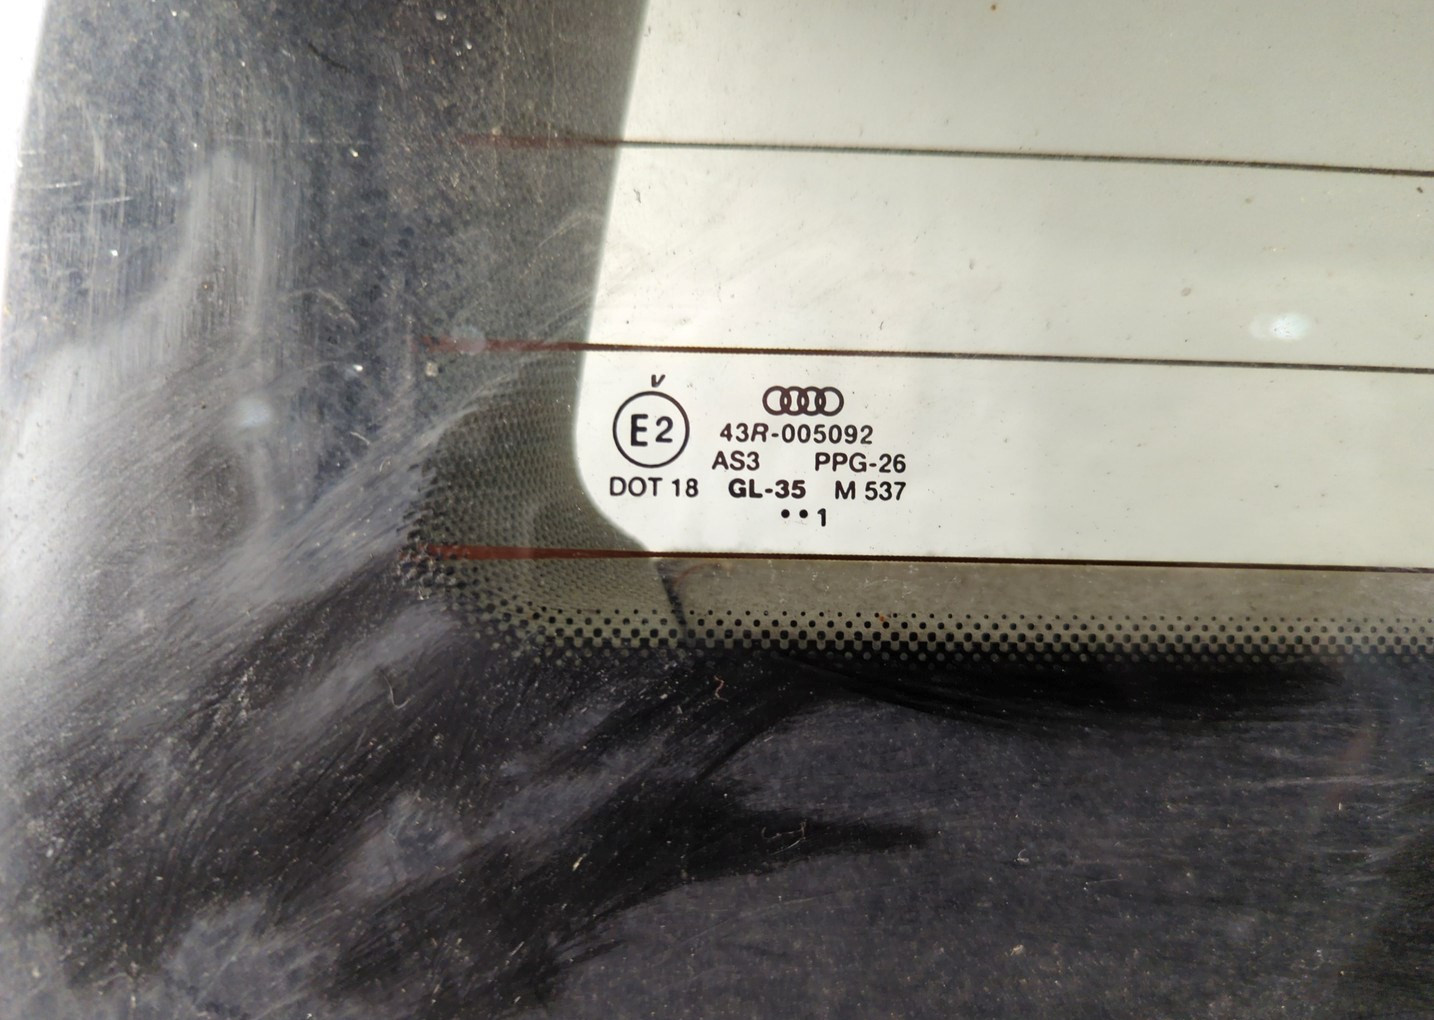 V
E2
43R-005092
AS3 PPG-26
DOT 18 GL-35 M 537
••1